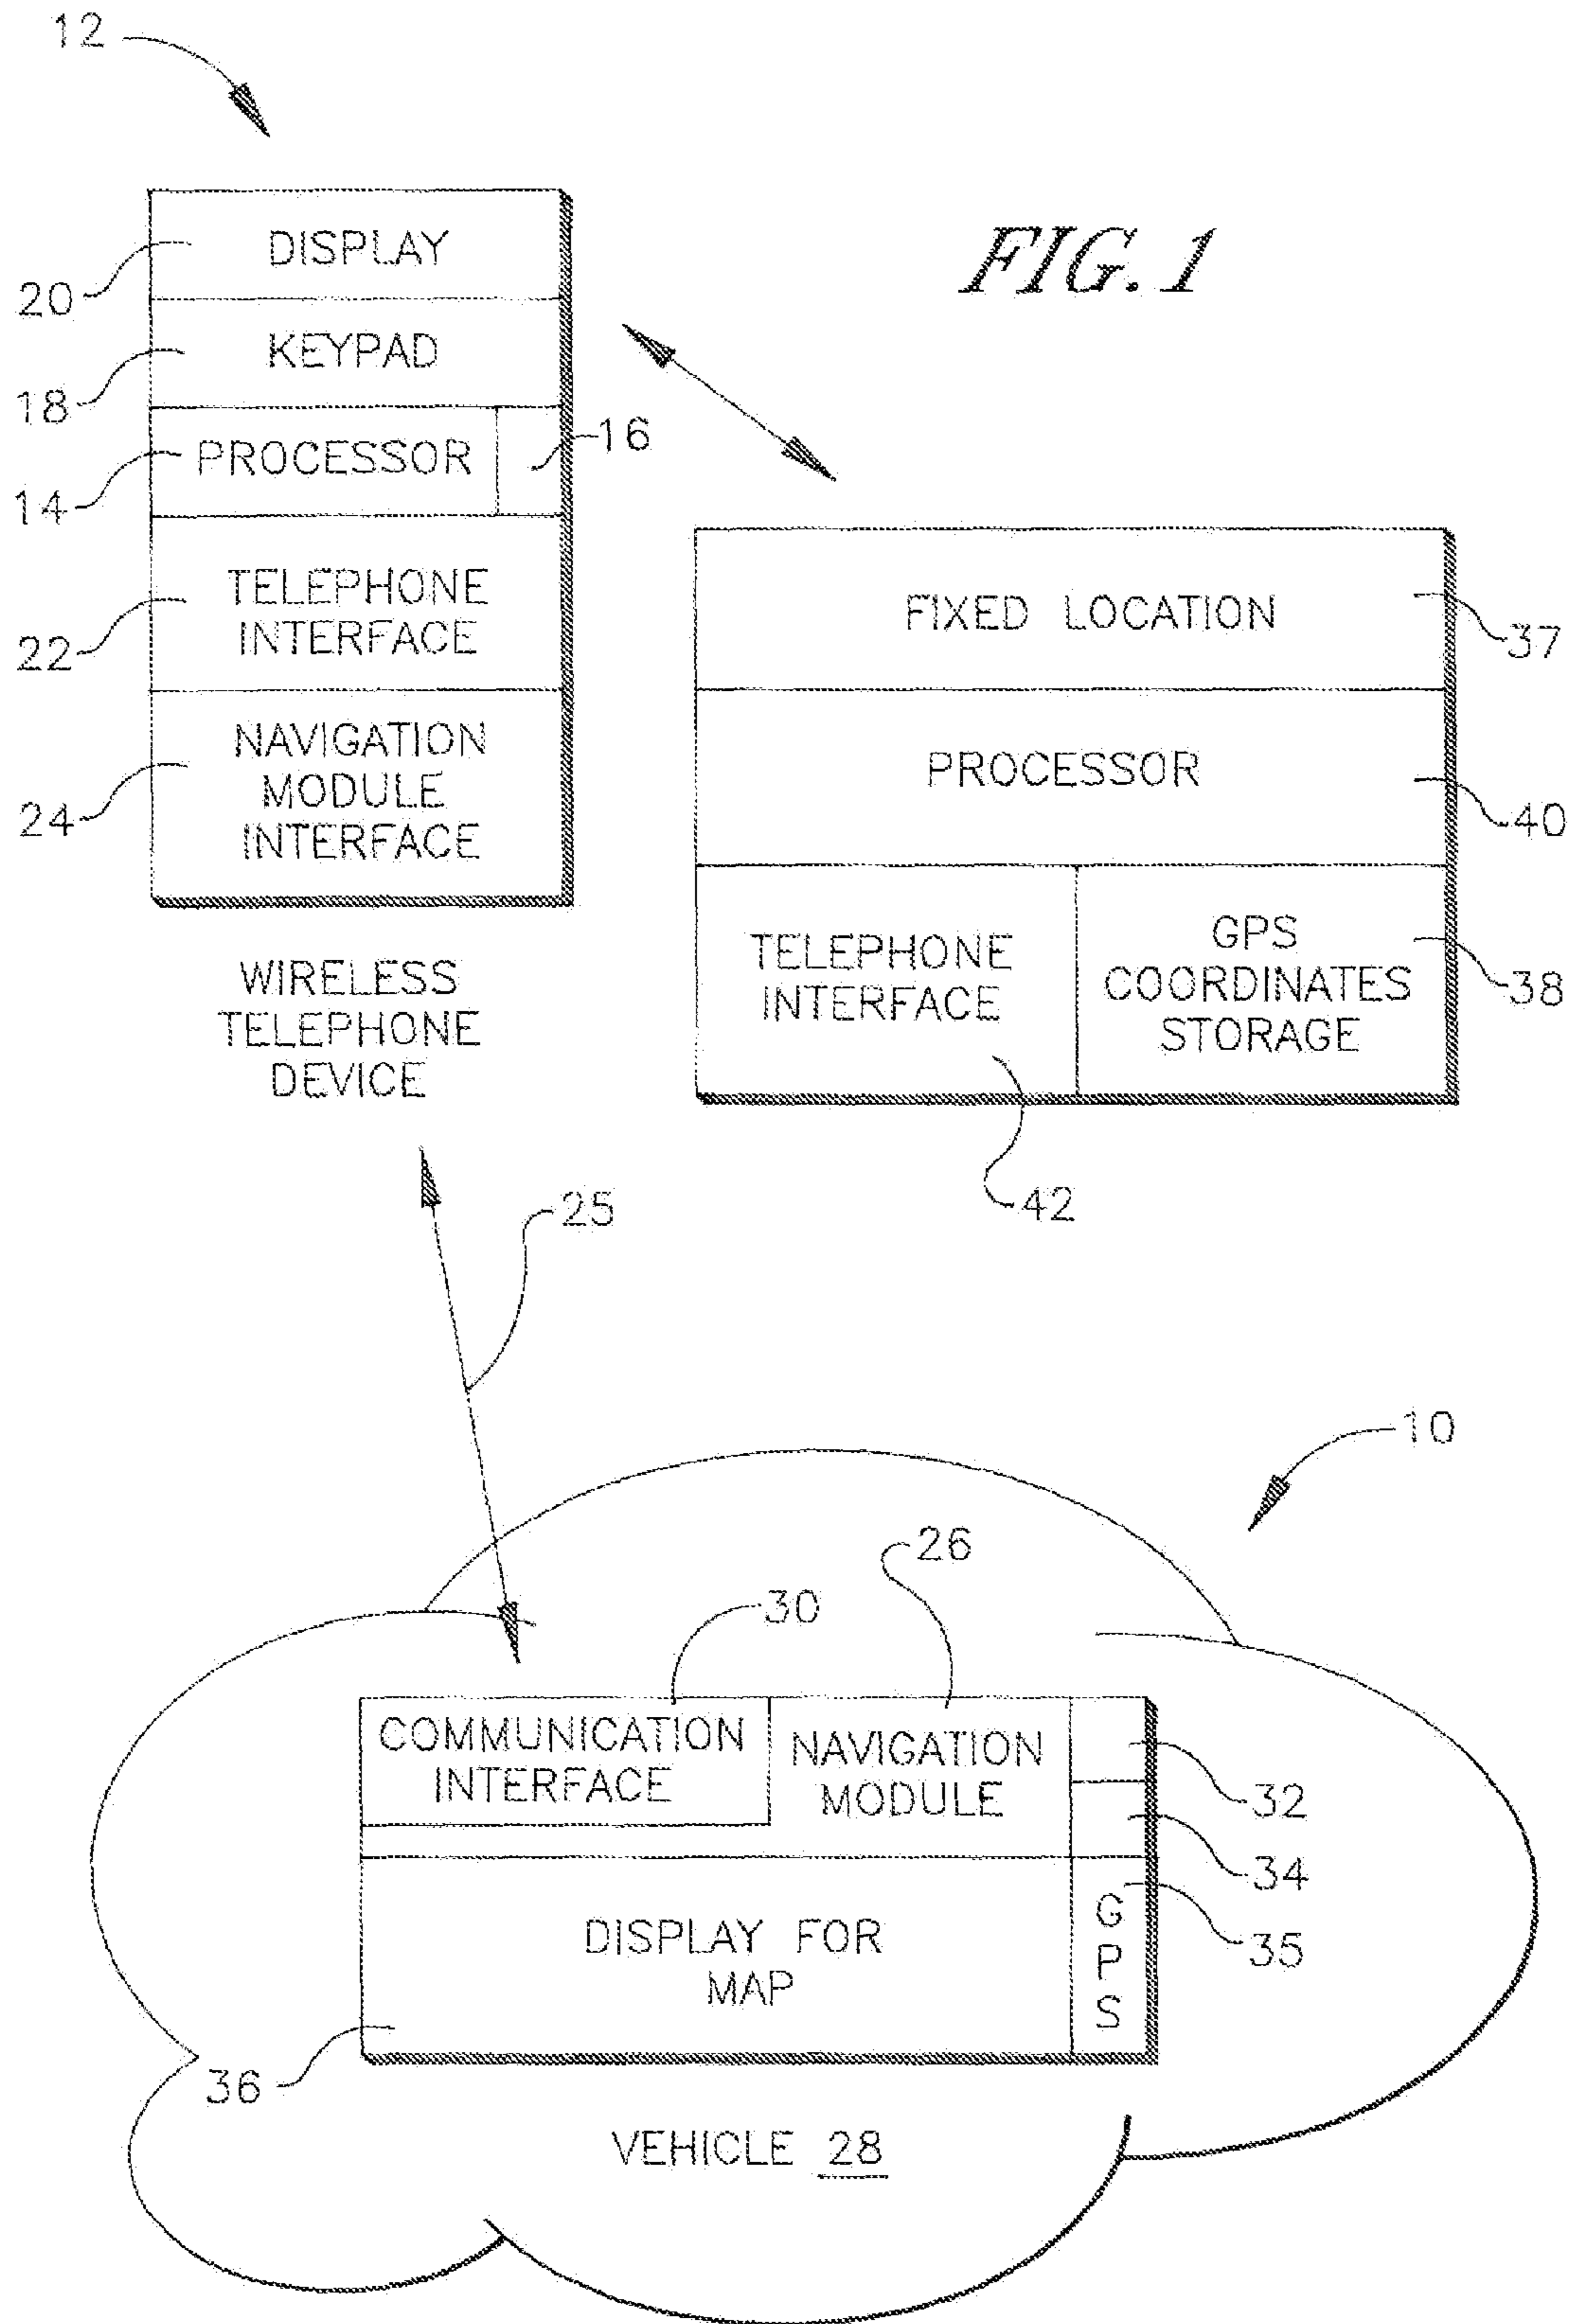 12
FIG. 1
DISPLAY
20
KEYPAD
18
PROCESSOR
16
14
TELEPHONE
INTERFACE
22
NAVIGATION
MODULE
INTERFACE
24
WIRELESS
TELEPHONE
DEVICE
FIXED LOCATION
37
PROCESSOR
40
TELEPHONE
INTERFACE
GPS
COORDINATES
STORAGE
38
42
25
10
26
30
COMMUNICATION
INTERFACE
NAVIGATION
MODULE
32
34
DISPLAY FOR
MAP
GPS
35
36
VEHICLE 28